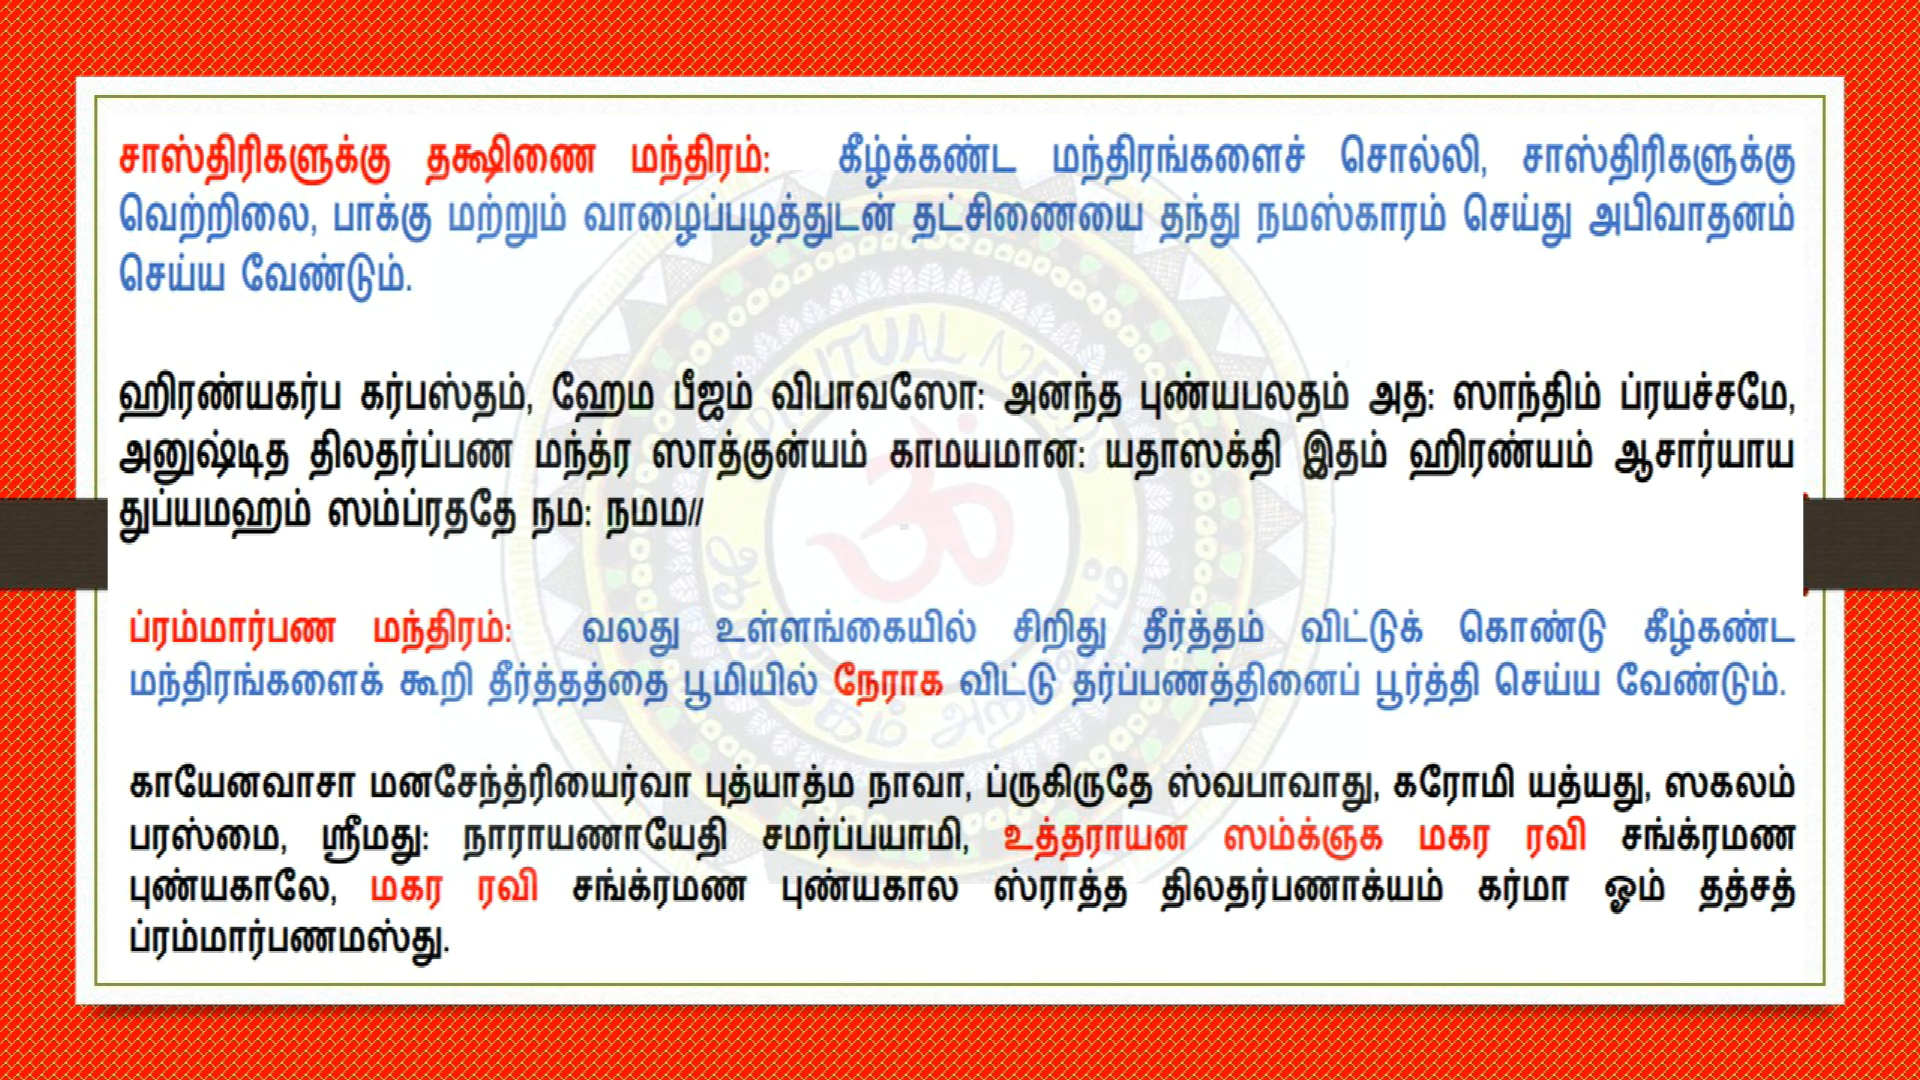 சாஸ்திரிகளுக்கு தக்ஷிணை மந்திரம்: கீழ்க்கண்ட மந்திரங்களைச் சொல்லி, சாஸ்திரிகளுக்கு
வெற்றிலை, பாக்கு மற்றும் வாழைப்பழத்துடன் தட்சிணையை தந்து நமஸ்காரம் செய்து அபிவாதனம்
செய்ய வேண்டும்.
ஹிரண்யகர்ப கர்பஸ்தம், ஹேம பீஜம் விபாவஸோ: அனந்த புண்யபலதம் அத: ஸாந்திம் ப்ரயச்சமே,
அனுஷ்டித திலதர்ப்பண மந்த்ர ஸாத்குன்யம் காமயமான: யதாஸக்தி இதம் ஹிரண்யம் ஆசார்யாய
துப்யமஹம் ஸம்ப்ரததே நம: நமம//
ப்ரம்மார்பண மந்திரம்: வலது உள்ளங்கையில் சிறிது தீர்த்தம் விட்டுக் கொண்டு கீழ்கண்ட
மந்திரங்களைக் கூறி தீர்த்தத்தை பூமியில் நேராக விட்டு தர்ப்பணத்தினைப் பூர்த்தி செய்ய வேண்டும்.
காயேனவாசா மனசேந்த்ரியைர்வா புத்யாத்ம நாவா, ப்ருகிருதே ஸ்வபாவாது, கரோமி யத்யது, ஸகலம்
பரஸ்மை, ஸ்ரீமது: நாராயணாயேதி சமர்ப்பயாமி, உத்தராயன ஸம்க்ஞக மகர ரவி சங்க்ரமண
புண்யகாலே, மகர ரவி சங்க்ரமண புண்யகால ஸ்ராத்த திலதர்பணாக்யம் கர்மா ஓம் தத்சத்
ப்ரம்மார்பணமஸ்து.